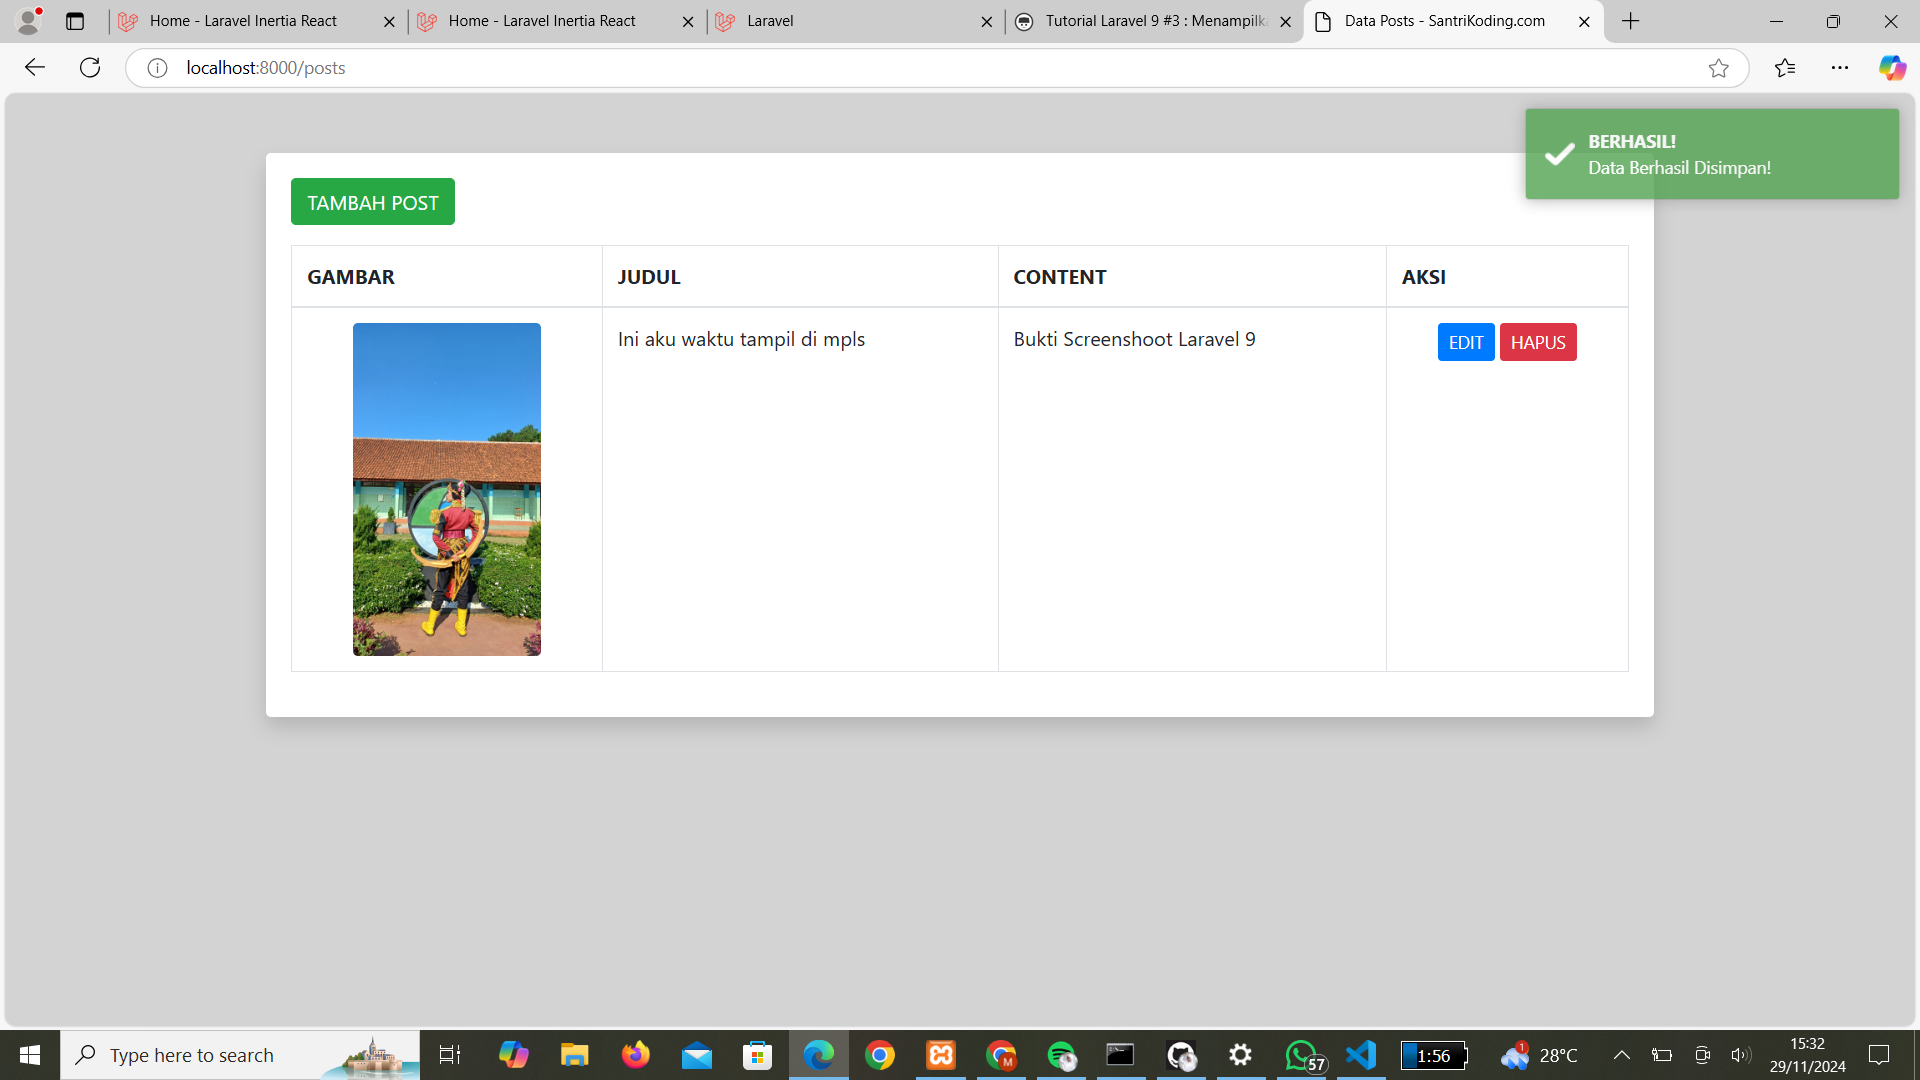 Home - Laravel Inertia React
Home - Laravel Inertia React
Laravel
Tutorial Laravel 9 #3 : Menampilk
Data Posts - SantriKoding.com
localhost:8000/posts
BERHASIL!
Data Berhasil Disimpan!
TAMBAH POST
GAMBAR JUDUL CONTENT AKSI
Ini aku waktu tampil di mpls
Bukti Screenshoot Laravel 9
EDIT HAPUS
Type here to search
M
57
1:56
1
28°C
15:32
29/11/2024